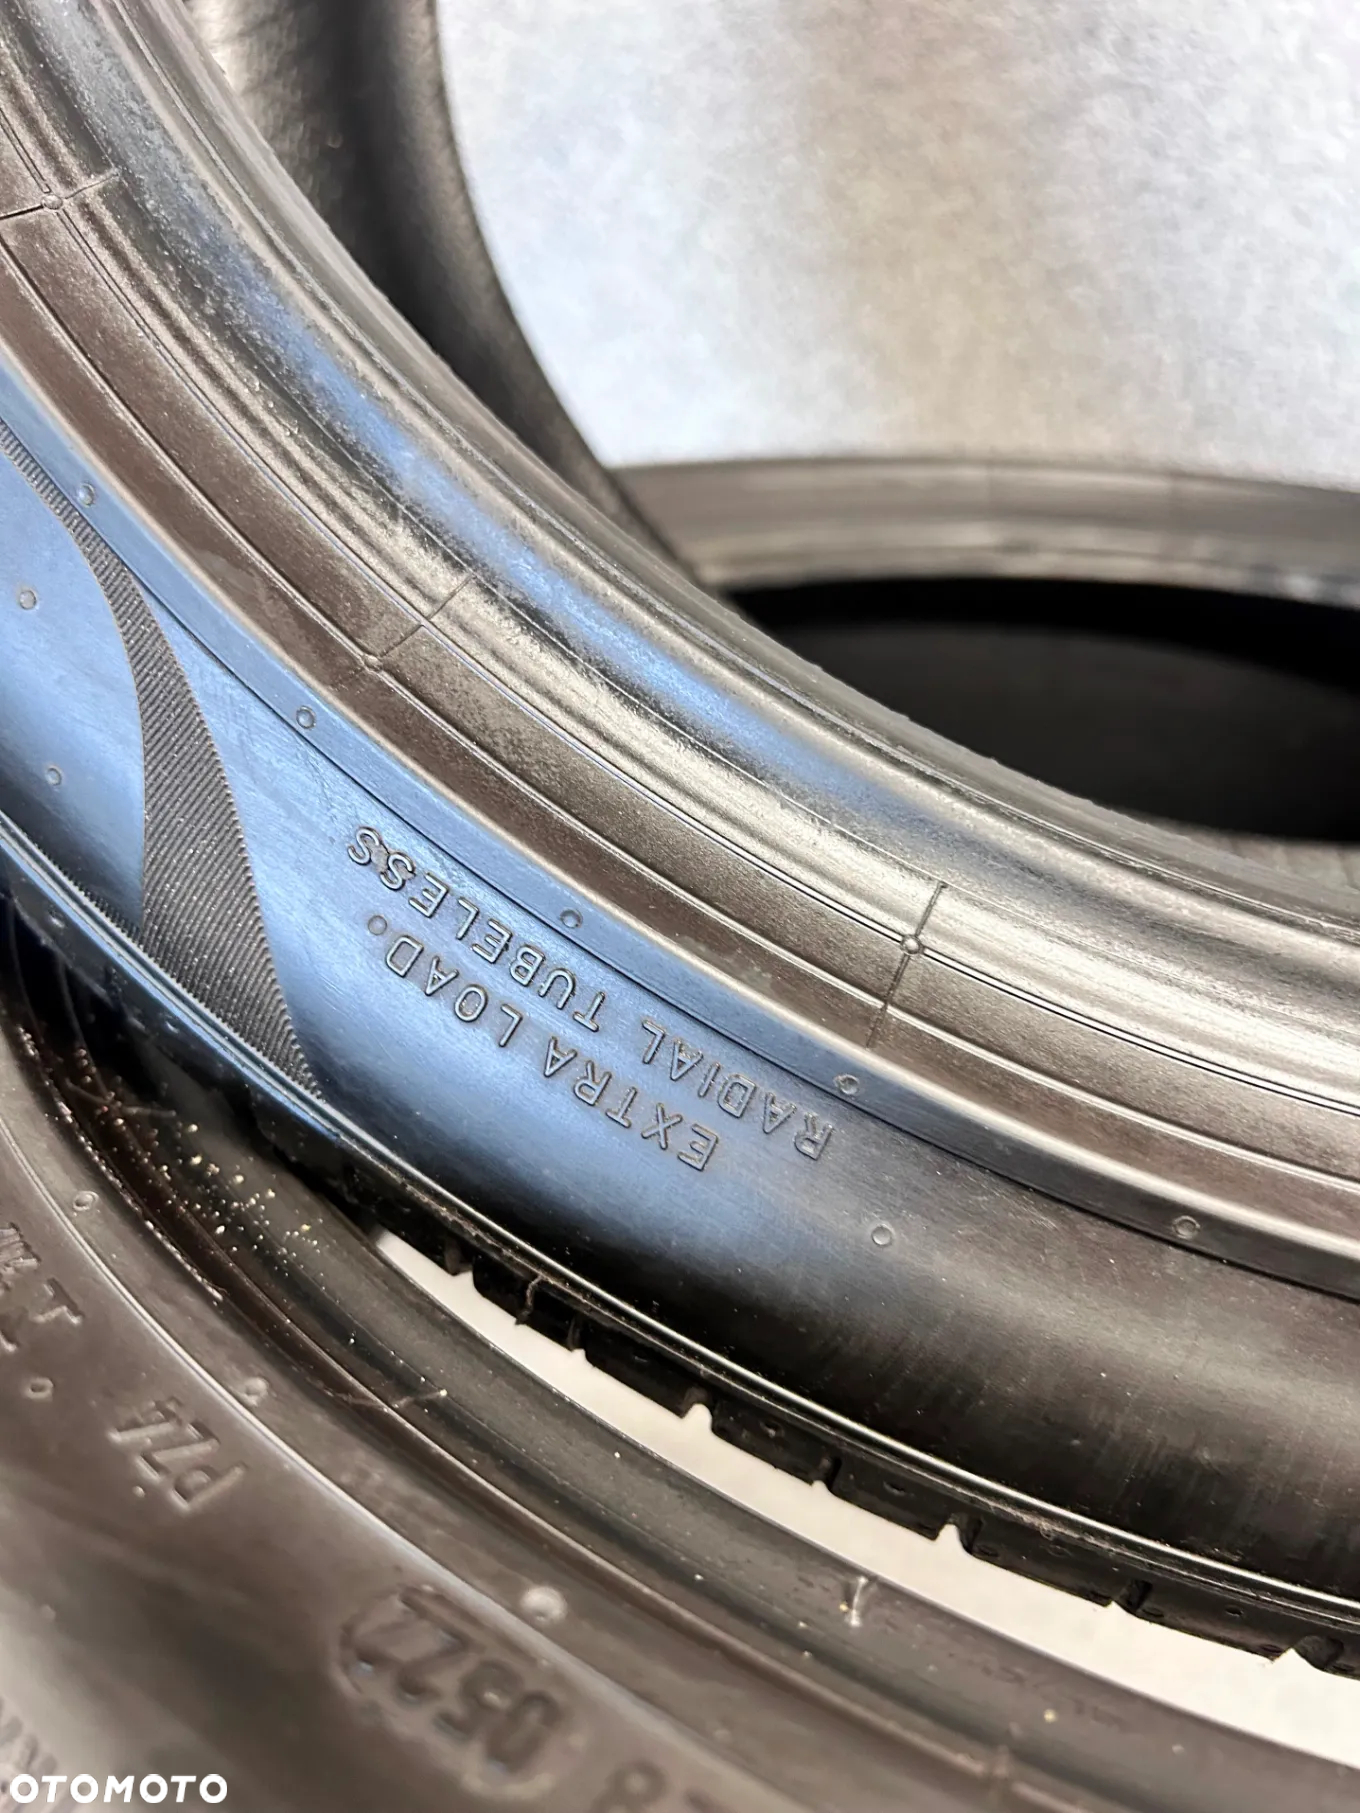 EXTRA LOAD.
RADIAL TUBELESS
PZ4
0522
OTOMOTO